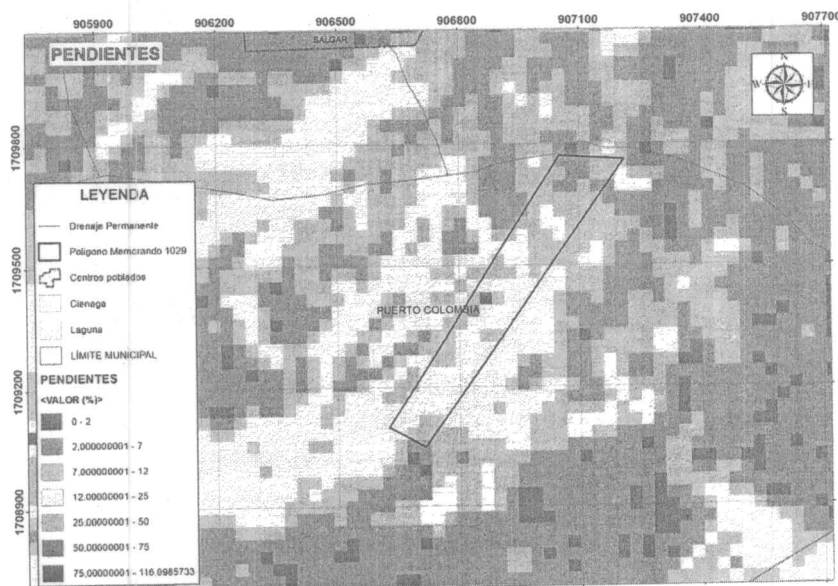 905900 906200 906500 906800 907100 907400 907700
SALGAR
PENDIENTES
N
W E
S
1709800
1709500
1709200
1708900
PUERTO COLOMBIA
LEYENDA
Drenaje Permanente
Poligono Memorando 1029
Centros poblados
Cienaga
Laguna
LÍMITE MUNICIPAL
PENDIENTES
<VALOR (%)>
0 - 2
2,000000001 - 7
7,000000001 - 12
12,00000001 - 25
25,00000001 - 50
50,00000001 - 75
75,00000001 - 116,0985733